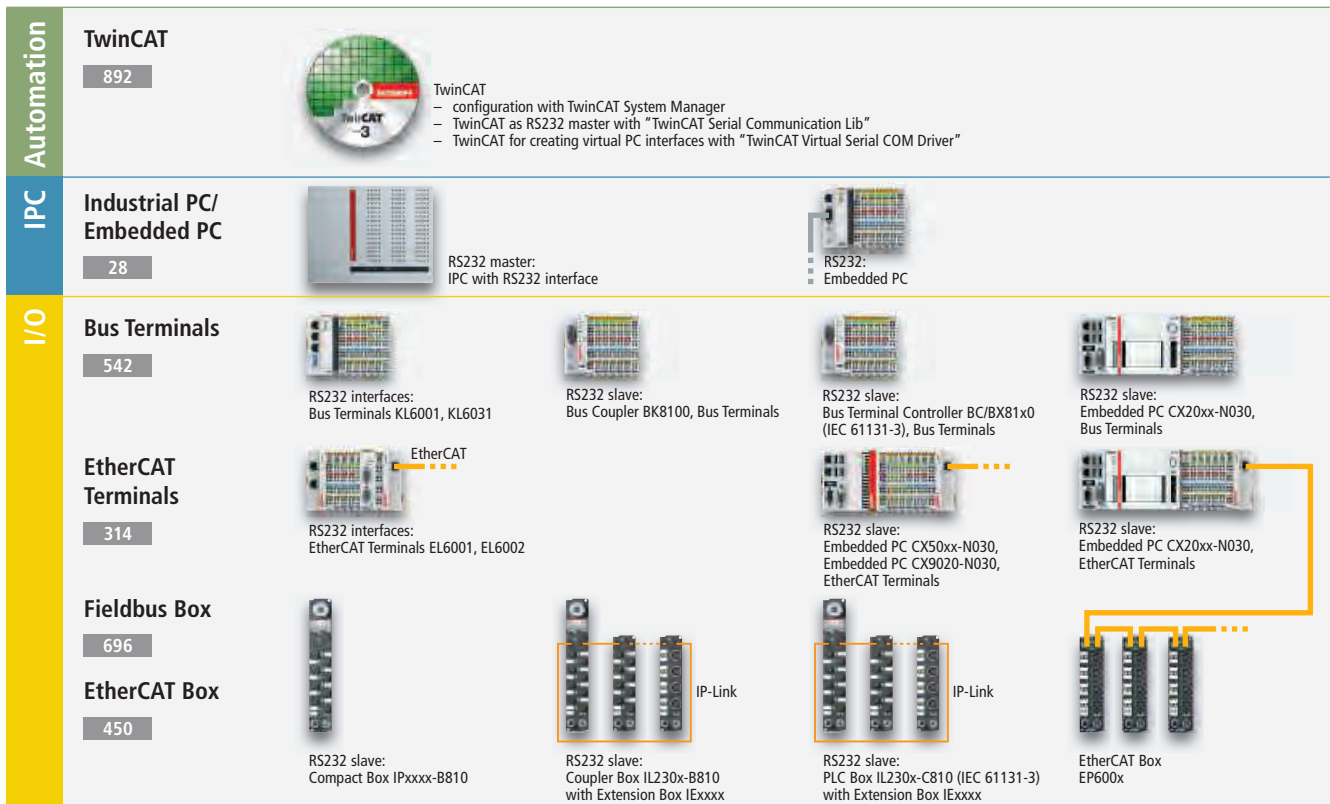 Automation
TwinCAT
892
TwinCAT
3
TwinCAT
– configuration with TwinCAT System Manager
– TwinCAT as RS232 master with “TwinCAT Serial Communication Lib”
– TwinCAT for creating virtual PC interfaces with “TwinCAT Virtual Serial COM Driver”
IPC
Industrial PC/
Embedded PC
28
RS232 master:
IPC with RS232 interface
RS232:
Embedded PC
I/O
Bus Terminals
542
RS232 interfaces:
Bus Terminals KL6001, KL6031
RS232 slave:
Bus Coupler BK8100, Bus Terminals
RS232 slave:
Bus Terminal Controller BC/BX81x0
(IEC 61131-3), Bus Terminals
RS232 slave:
Embedded PC CX20xx-N030,
Bus Terminals
EtherCAT
Terminals
314
EtherCAT
RS232 interfaces:
EtherCAT Terminals EL6001, EL6002
RS232 slave:
Embedded PC CX50xx-N030,
Embedded PC CX9020-N030,
EtherCAT Terminals
RS232 slave:
Embedded PC CX20xx-N030,
EtherCAT Terminals
Fieldbus Box
696
EtherCAT Box
450
RS232 slave:
Compact Box IPxxxx-B810
IP-Link
RS232 slave:
Coupler Box IL230x-B810
with Extension Box IExxxx
IP-Link
RS232 slave:
PLC Box IL230x-C810 (IEC 61131-3)
with Extension Box IExxxx
EtherCAT Box
EP600x